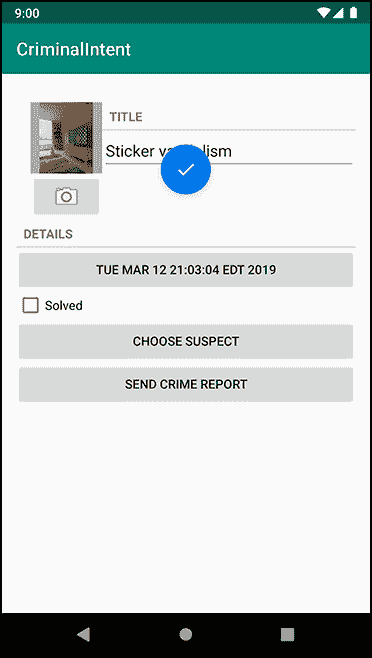 9:00
CriminalIntent
TITLE
Sticker
DETAILS
TUE MAR 12 21:03:04 EDT 2019
Solved
CHOOSE SUSPECT
SEND CRIME REPORT